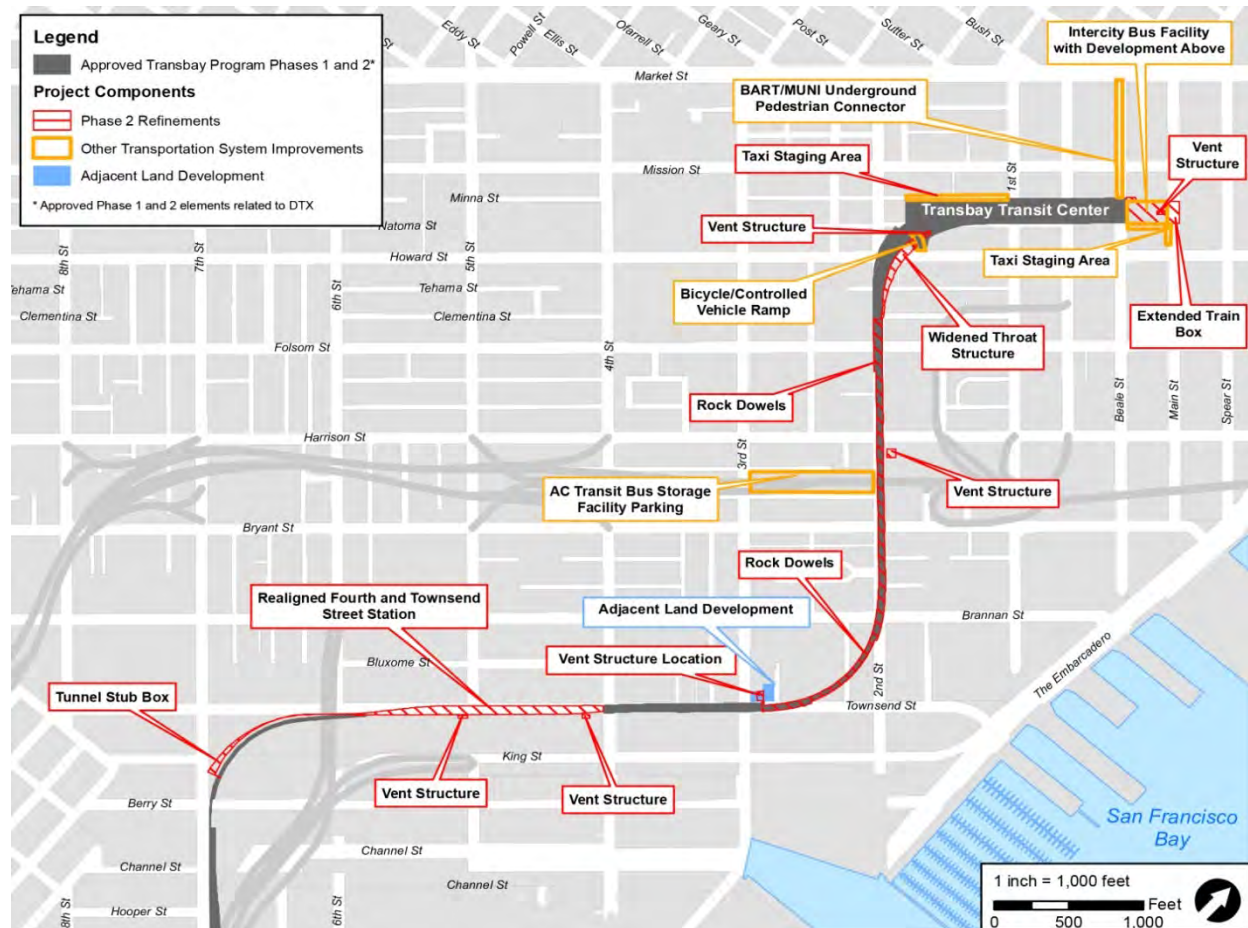 Legend
Approved Transbay Program Phases 1 and 2*
Project Components
Phase 2 Refinements
Other Transportation System Improvements
Adjacent Land Development
* Approved Phase 1 and 2 elements related to DTX
Eddy St
Powell St
Ellis St
Ofarrell St
Geary St
Post St
Sutter St
Bush St
Market St
Intercity Bus Facility
with Development Above
BART/MUNI Underground
Pedestrian Connector
Taxi Staging Area
Vent
Structure
Mission St
1st St
Minna St
Natoma St
Transbay Transit Center
Vent Structure
8th St
7th St
6th St
5th St
Howard St
Taxi Staging Area
Tehama St
Tehama St
Clementina St
Clementina St
Bicycle/Controlled
Vehicle Ramp
Extended Train
Box
Widened Throat
Structure
Folsom St
4th St
Rock Dowels
Beale St
Main St
Spear St
Harrison St
3rd St
AC Transit Bus Storage
Facility Parking
Vent Structure
Bryant St
Rock Dowels
Realigned Fourth and Townsend
Street Station
Adjacent Land Development
Brannan St
Bluxome St
Vent Structure Location
The Embarcadero
2nd St
Tunnel Stub Box
Townsend St
King St
Vent Structure
Vent Structure
Berry St
San Francisco
Bay
Channel St
Channel St
Channel St
Hooper St
8th St
6th St
1 inch = 1,000 feet
Feet
0 500 1,000